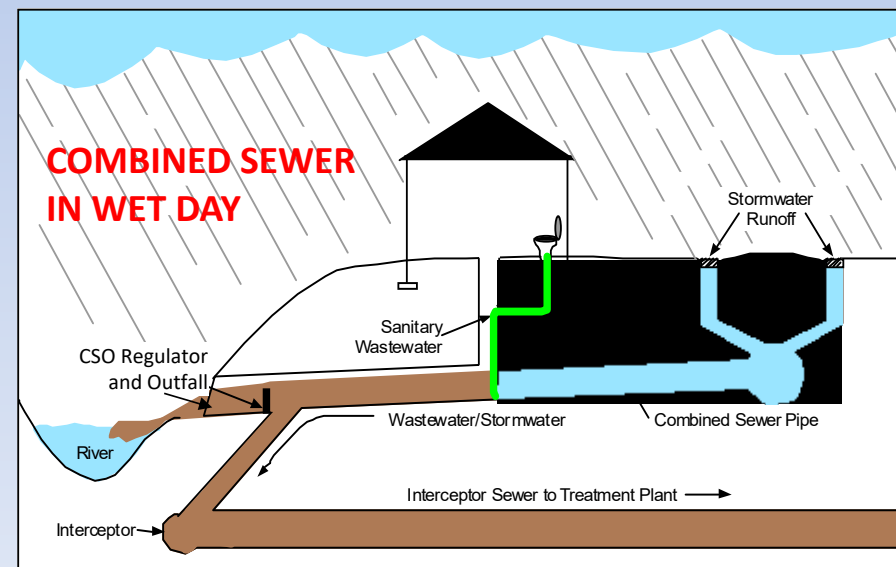 COMBINED SEWER
IN WET DAY
Stormwater
Runoff
Sanitary
Wastewater
CSO Regulator
and Outfall
Wastewater/Stormwater
Combined Sewer Pipe
River
Interceptor Sewer to Treatment Plant
Interceptor